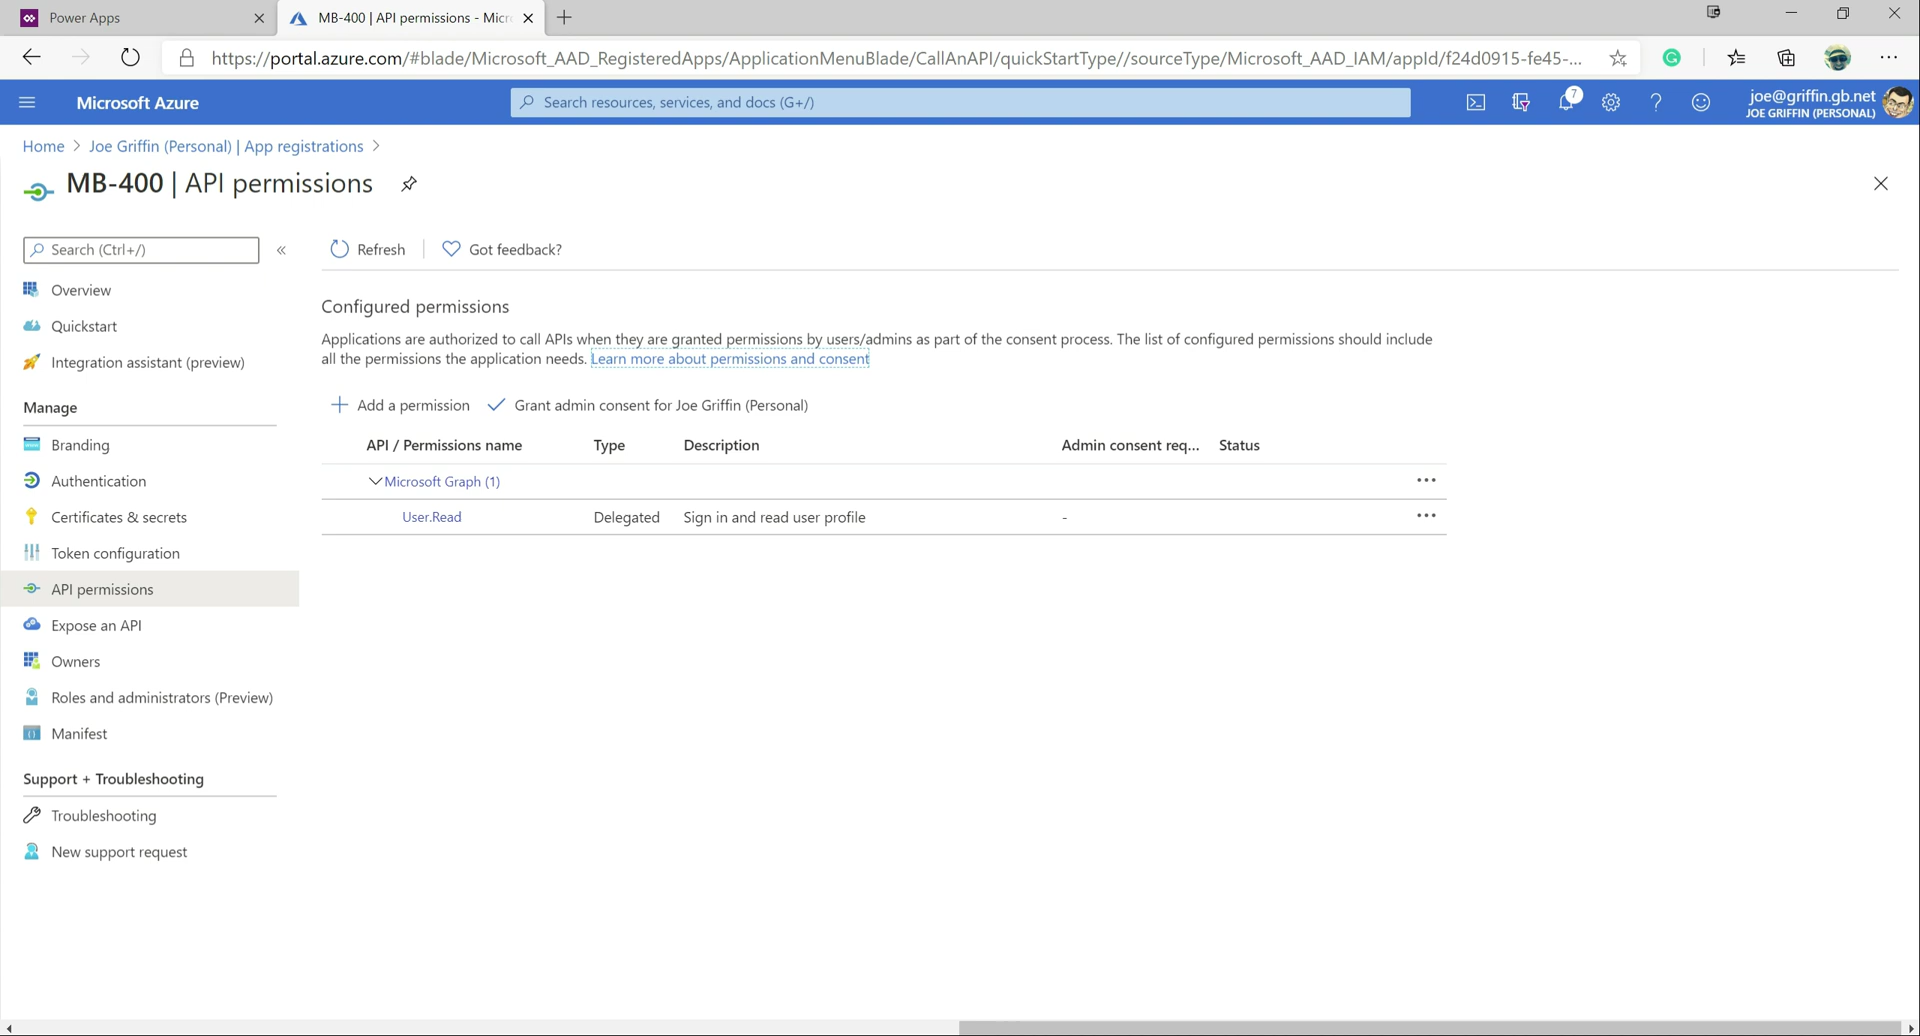 Power Apps
MB-400 | API permissions - Micr
https://portal.azure.com/#blade/Microsoft_AAD_RegisteredApps/ApplicationMenuBlade/CallAnAPI/quickStartType//sourceType/Microsoft_AAD_IAM/appId/f24d0915-fe45-...
Microsoft Azure
Search resources, services, and docs (G+/)
7
joe@griffin.gb.net
JOE GRIFFIN (PERSONAL)
Home > Joe Griffin (Personal) | App registrations >
MB-400 | API permissions
Search (Ctrl+/)
«
Refresh
Got feedback?
Overview
Quickstart
Integration assistant (preview)
Manage
Branding
Authentication
Certificates & secrets
Token configuration
API permissions
Expose an API
Owners
Roles and administrators (Preview)
Manifest
Support + Troubleshooting
Troubleshooting
New support request
Configured permissions
Applications are authorized to call APIs when they are granted permissions by users/admins as part of the consent process. The list of configured permissions should include
all the permissions the application needs. Learn more about permissions and consent
Add a permission
Grant admin consent for Joe Griffin (Personal)
API / Permissions name Type Description Admin consent req... Status
Microsoft Graph (1)
User.Read Delegated Sign in and read user profile -